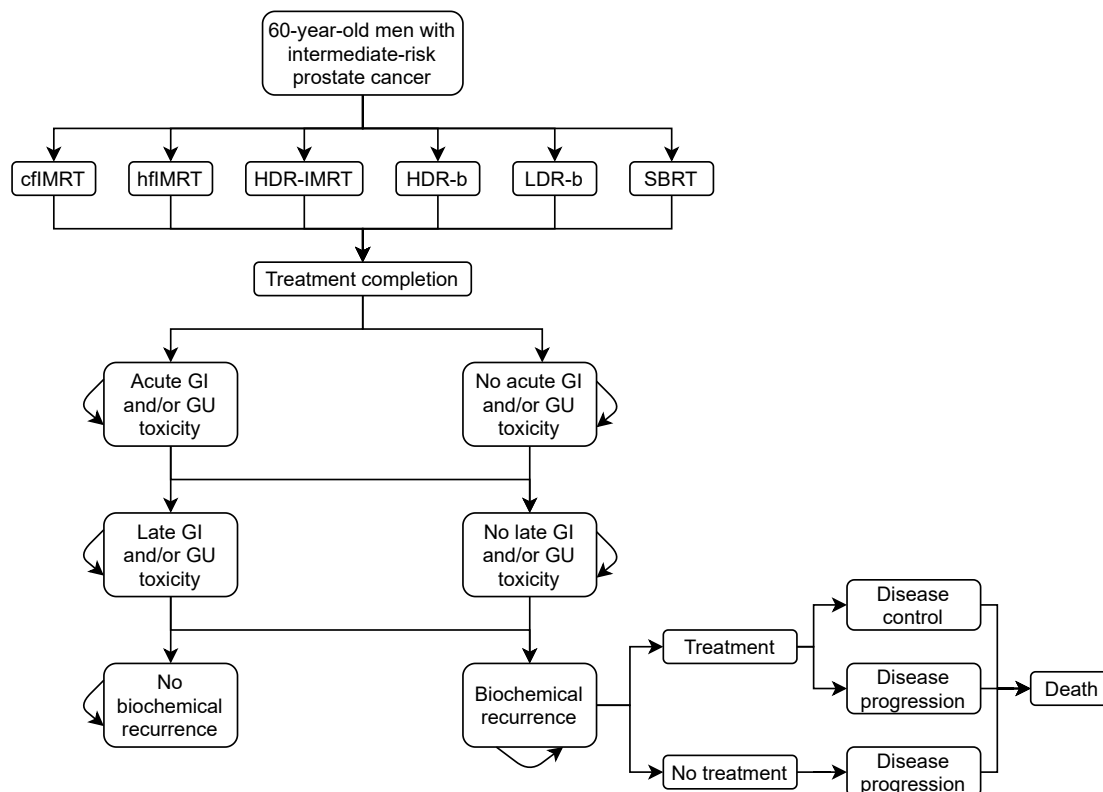 60-year-old men with
intermediate-risk
prostate cancer
cfIMRT
hfIMRT
HDR-IMRT
HDR-b
LDR-b
SBRT
Treatment completion
Acute GI
and/or GU
toxicity
No acute GI
and/or GU
toxicity
Late GI
and/or GU
toxicity
No late GI
and/or GU
toxicity
No
biochemical
recurrence
Biochemical
recurrence
Treatment
No treatment
Disease
control
Disease
progression
Disease
progression
Death